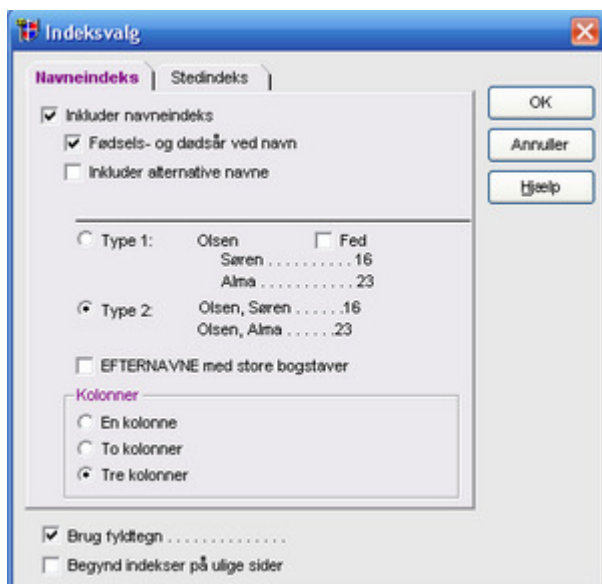 Indeksvalg
Navneindeks
Stedindeks
Inkluder navneindeks
Fødsels- og dødsår ved navn
Inkluder alternative navne
OK
Annuller
Hjælp
Type 1: Olsen Fed
Søren . . . . . . . . . . 16
Alma . . . . . . . . . . . 23
Type 2: Olsen, Søren . . . . . .16
Olsen, Alma . . . . . .23
EFTERNAVNE med store bogstaver
Kolonner
En kolonne
To kolonner
Tre kolonner
Brug fyldtegn . . . . . . . . . . . . . .
Begynd indekser på ulige sider